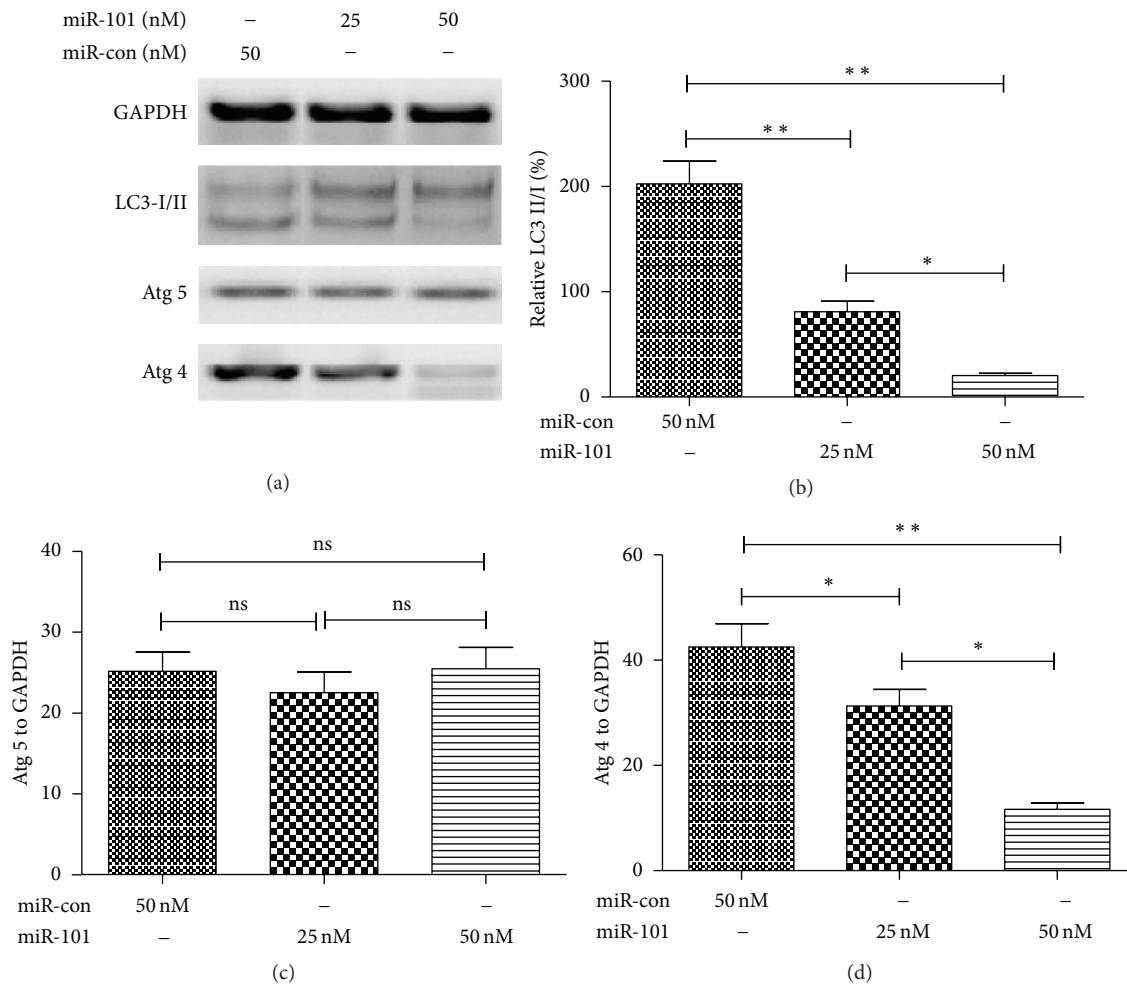 miR-101 (nM) – 25 50
miR-con (nM) 50 – –
GAPDH
LC3-I/II
Atg 5
Atg 4
(a)
Relative LC3 II/I (%)
300
200
100
0
* *
* *
*
miR-con 50 nM – –
miR-101 – 25 nM 50 nM
(b)
Atg 5 to GAPDH
40
30
20
10
0
ns
ns
ns
miR-con 50 nM – –
miR-101 – 25 nM 50 nM
(c)
Atg 4 to GAPDH
60
40
20
0
* *
*
*
miR-con 50 nM – –
miR-101 – 25 nM 50 nM
(d)